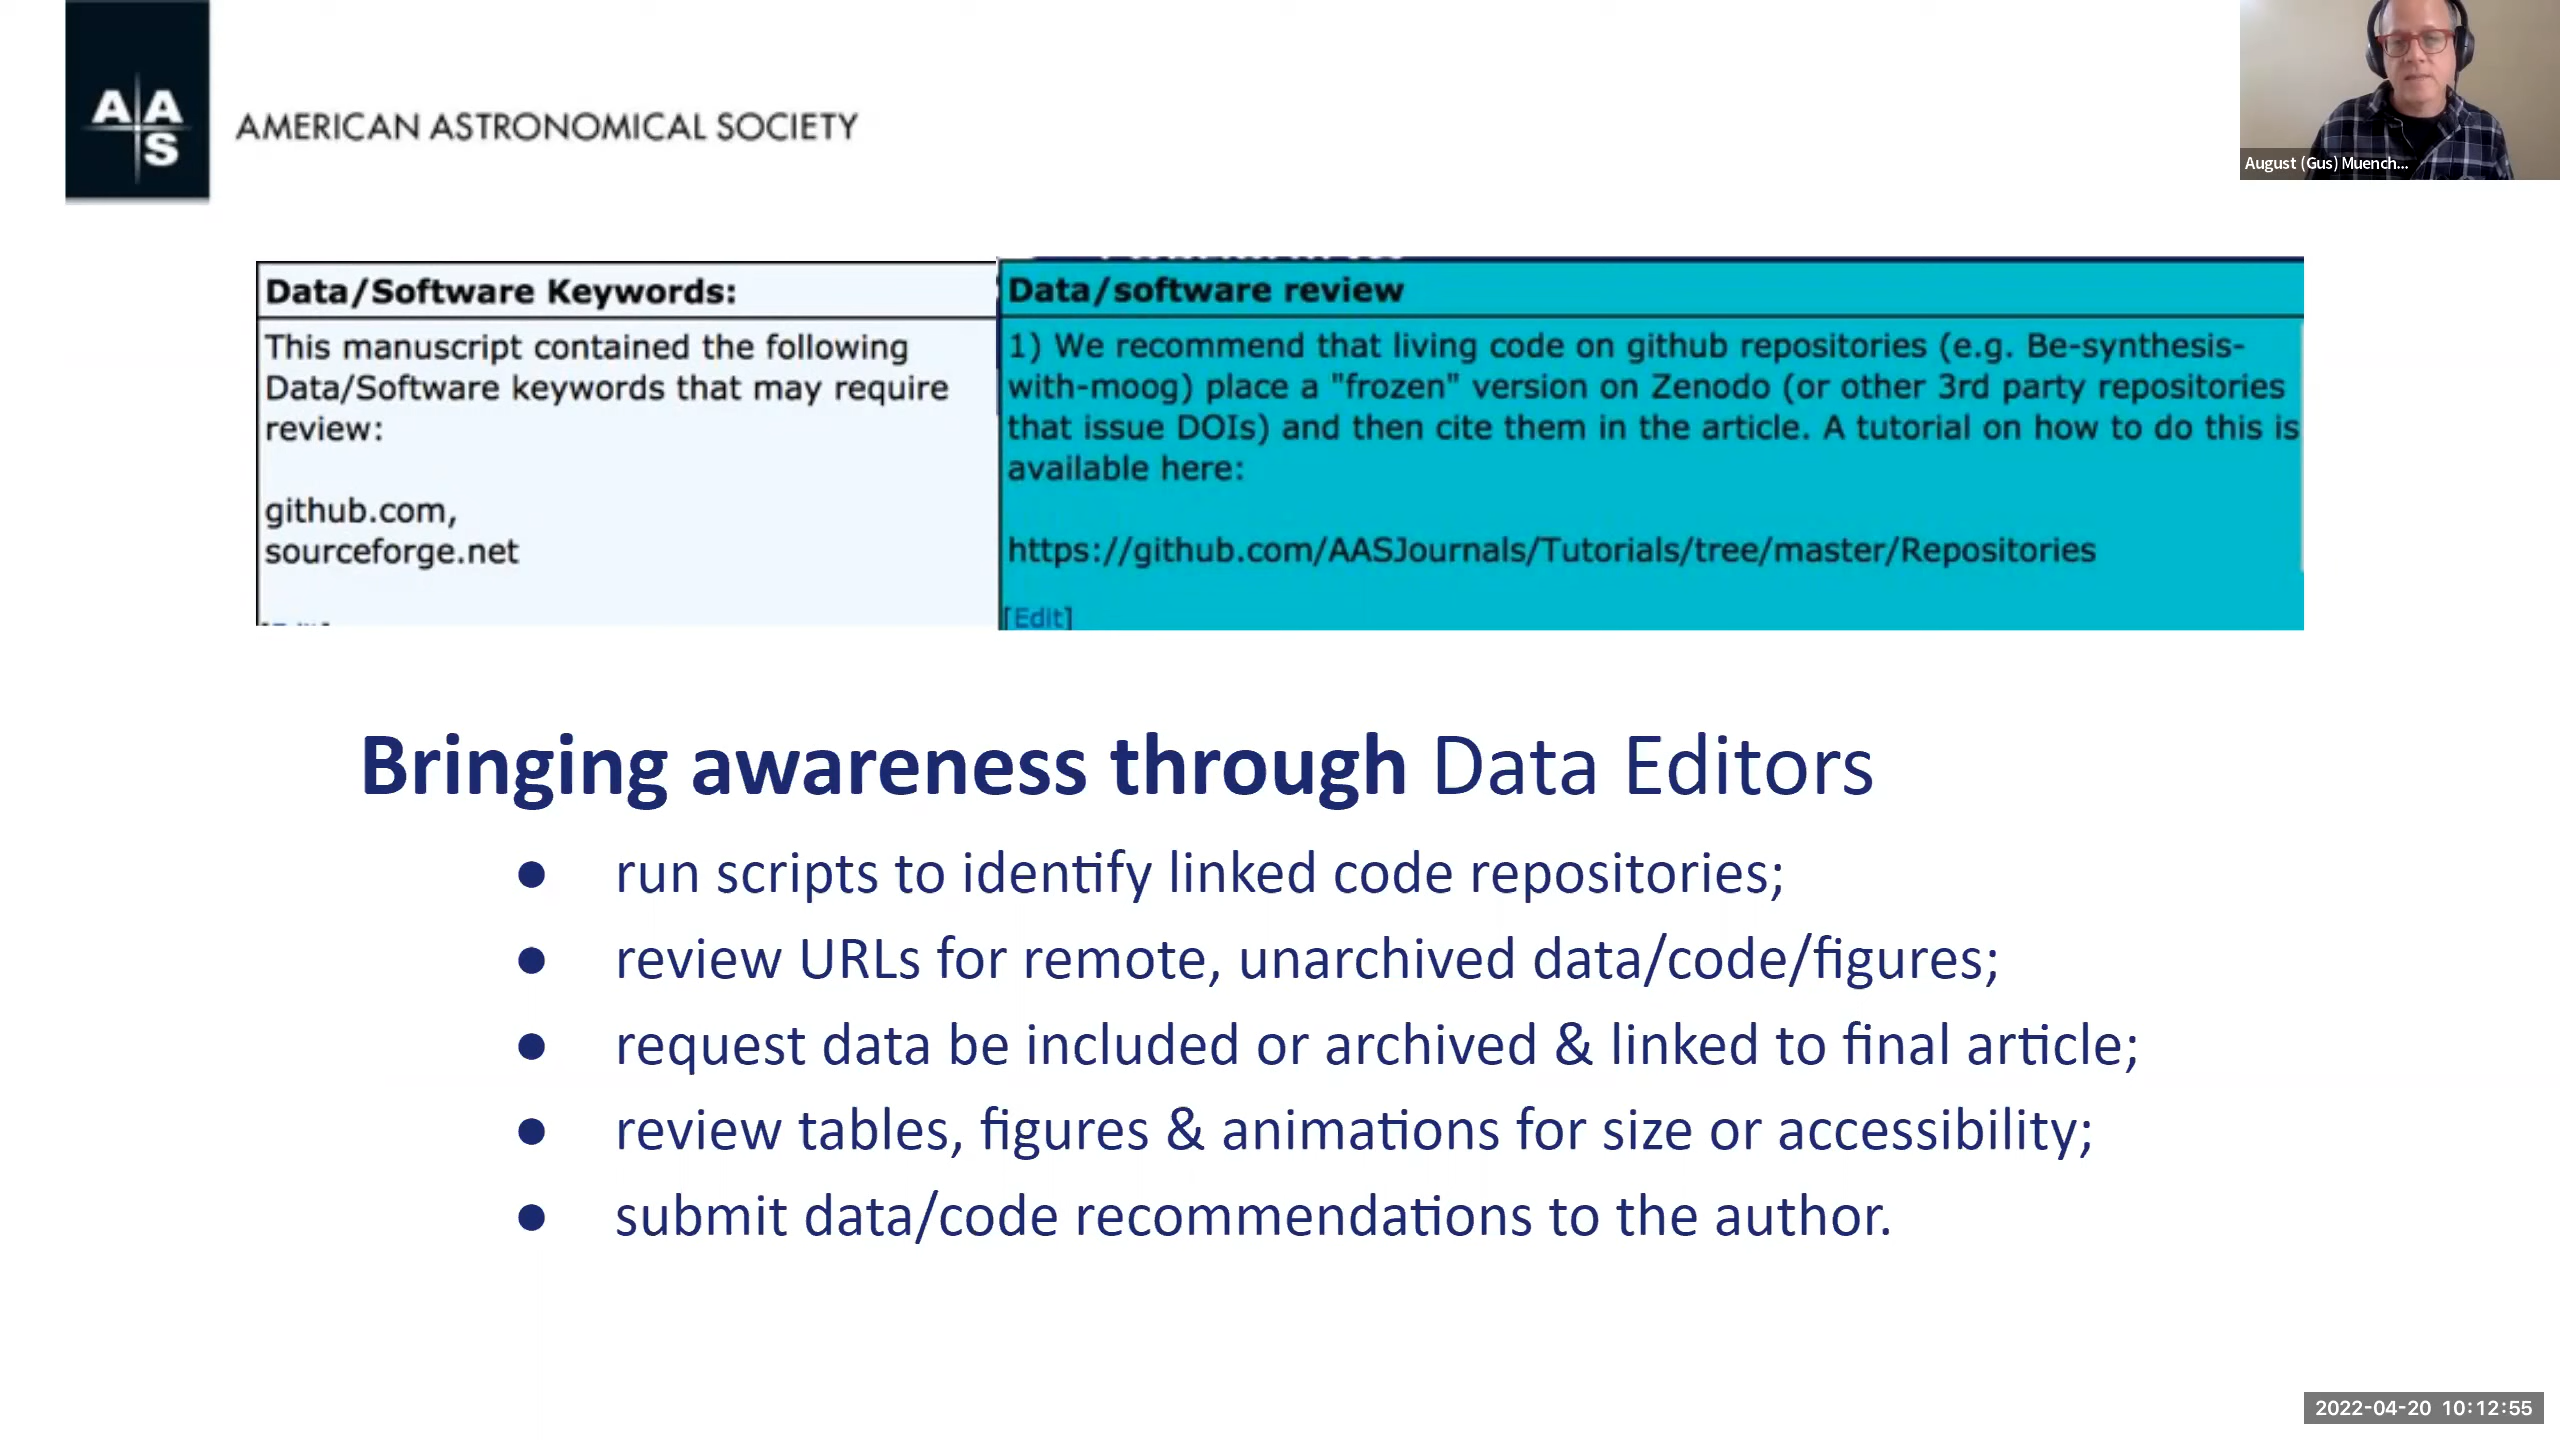 AAS
AMERICAN ASTRONOMICAL SOCIETY
August (Gus) Muench...
Data/Software Keywords:
This manuscript contained the following
Data/Software keywords that may require
review:
github.com,
sourceforge.net
Data/software review
1) We recommend that living code on github repositories (e.g. Be-synthesis-
with-moog) place a "frozen" version on Zenodo (or other 3rd party repositories
that issue DOIs) and then cite them in the article. A tutorial on how to do this is
available here:
https://github.com/AASJournals/Tutorials/tree/master/Repositories
[Edit]
Bringing awareness through Data Editors
● run scripts to identify linked code repositories;
● review URLs for remote, unarchived data/code/figures;
● request data be included or archived & linked to final article;
● review tables, figures & animations for size or accessibility;
● submit data/code recommendations to the author.
2022-04-20 10:12:55